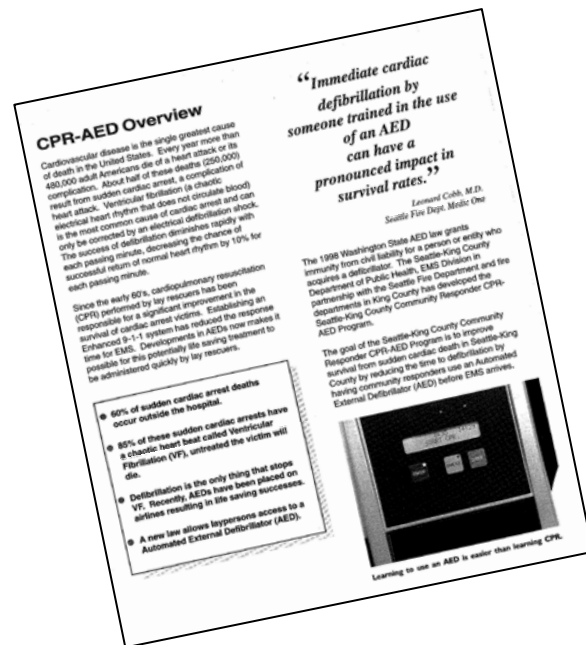 CPR-AED Overview
Cardiovascular disease is the single greatest cause
of death in the United States. Every year more than
480,000 adult Americans die of a heart attack or its
complication. About half of these deaths (250,000)
result from sudden cardiac arrest, a complication of
heart attack. Ventricular fibrillation (a chaotic
electrical heart rhythm that does not circulate blood)
is the most common cause of cardiac arrest and can
only be corrected by an electrical defibrillation shock.
The success of defibrillation diminishes rapidly with
each passing minute, decreasing the chance of
successful return of normal heart rhythm by 10% for
each passing minute.
Since the early 60's, cardiopulmonary resuscitation
(CPR) performed by lay rescuers has been
responsible for a significant improvement in the
survival of cardiac arrest victims. Establishing an
Enhanced 9-1-1 system has reduced the response
time for EMS. Developments in AEDs now makes it
possible for this potentially life saving treatment to
be administered quickly by lay rescuers.
• 60% of sudden cardiac arrest deaths
occur outside the hospital.
• 85% of these sudden cardiac arrests have
a chaotic heart beat called Ventricular
Fibrillation (VF), untreated the victim will
die.
• Defibrillation is the only thing that stops
VF. Recently, AEDs have been placed on
airlines resulting in life saving successes.
• A new law allows laypersons access to a
Automated External Defibrillator (AED).
“Immediate cardiac
defibrillation by
someone trained in the use
of an AED
can have a
pronounced impact in
survival rates.”
Leonard Cobb, M.D.
Seattle Fire Dept, Medic One
The 1998 Washington State AED law grants
immunity from civil liability for a person or entity who
acquires a defibrillator. The Seattle-King County
Department of Public Health, EMS Division in
partnership with the Seattle Fire Department and fire
departments in King County has developed the
Seattle-King County Community Responder CPR-
AED Program.
The goal of the Seattle-King County Community
Responder CPR-AED Program is to improve
survival from sudden cardiac death in Seattle-King
County by reducing the time to defibrillation by
having community responders use an Automated
External Defibrillator (AED) before EMS arrives.
Learning to use an AED is easier than learning CPR.